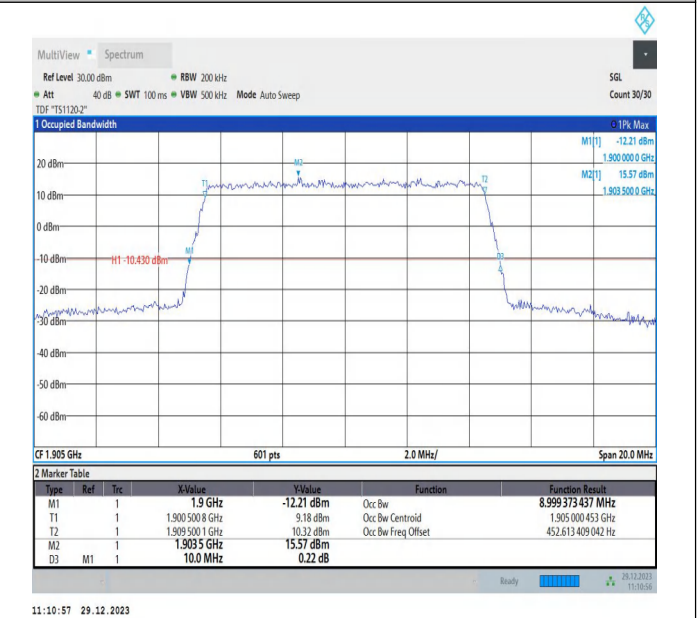 R S
MultiView Spectrum
Ref Level 30.00 dBm RBW 200 kHz SGL
Att 40 dB SWT 100 ms VBW 500 kHz Mode Auto Sweep Count 30/30
TDF "TS1120-2"
1 Occupied Bandwidth 1Pk Max
M1[1] -12.21 dBm
1.900 000 0 GHz
M2[1] 15.57 dBm
1.903 500 0 GHz
20 dBm
M2
T1
T2
10 dBm
0 dBm
M1
D3
-10 dBm
H1 -10.430 dBm
-20 dBm
-30 dBm
-40 dBm
-50 dBm
-60 dBm
CF 1.905 GHz 601 pts 2.0 MHz/ Span 20.0 MHz
2 Marker Table
Type Ref Trc X-Value Y-Value Function Function Result
M1 1 1.9 GHz -12.21 dBm Occ Bw 8.999 373 437 MHz
T1 1 1.900 500 8 GHz 9.18 dBm Occ Bw Centroid 1.905 000 453 GHz
T2 1 1.909 500 1 GHz 10.32 dBm Occ Bw Freq Offset 452.613 409 042 Hz
M2 1 1.903 5 GHz 15.57 dBm
D3 M1 1 10.0 MHz 0.22 dB
Ready 29.12.2023
11:10:56
11:10:57 29.12.2023